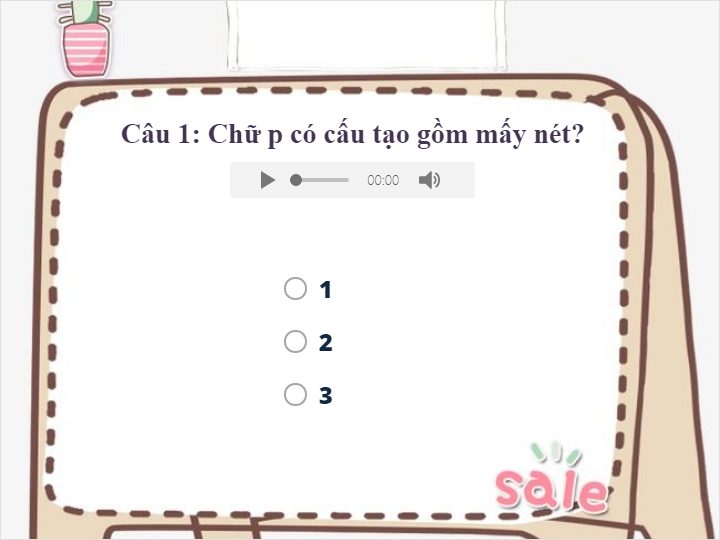 Câu 1: Chữ p có cấu tạo gồm mấy nét?
00:00
1
2
3
sale